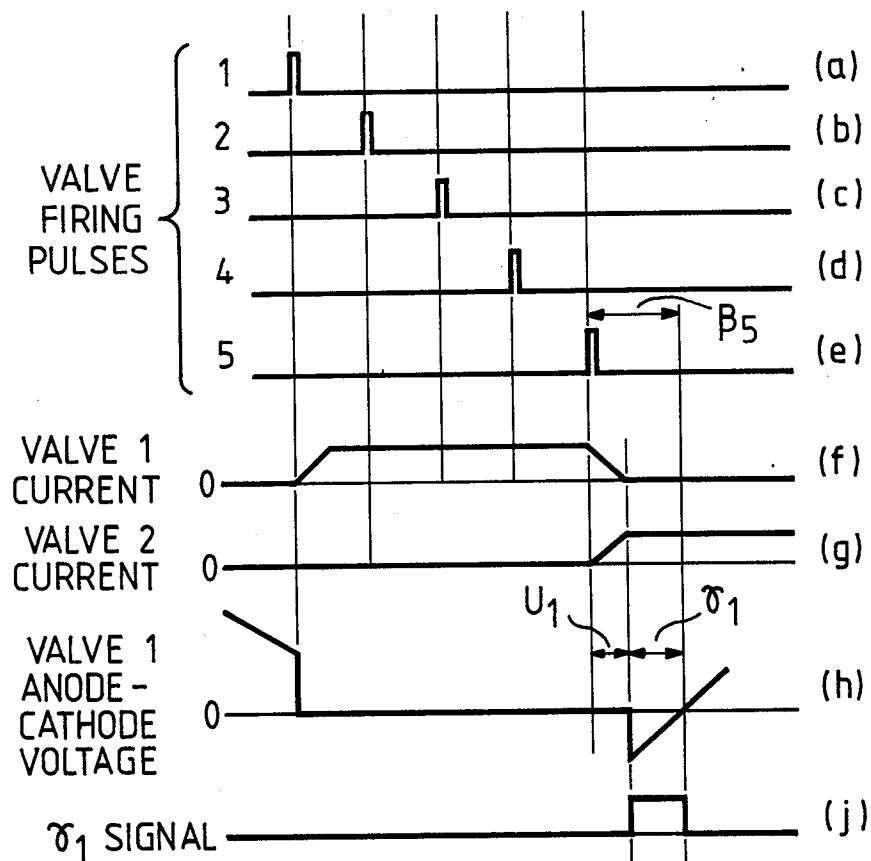 1 (a)
2 (b)
VALVE
FIRING
PULSES
3 (c)
4 (d)
β5
5 (e)
VALVE 1
CURRENT 0 (f)
VALVE 2
CURRENT 0 (g)
U1 γ1
VALVE 1
ANODE-
CATHODE
VOLTAGE
0 (h)
γ1 SIGNAL (j)